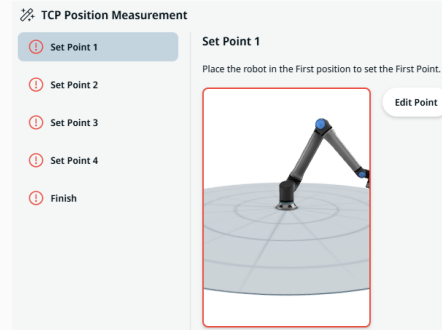 TCP Position Measurement
Set Point 1
Set Point 2
Set Point 3
Set Point 4
Finish
Set Point 1
Place the robot in the First position to set the First Point.
Edit Point